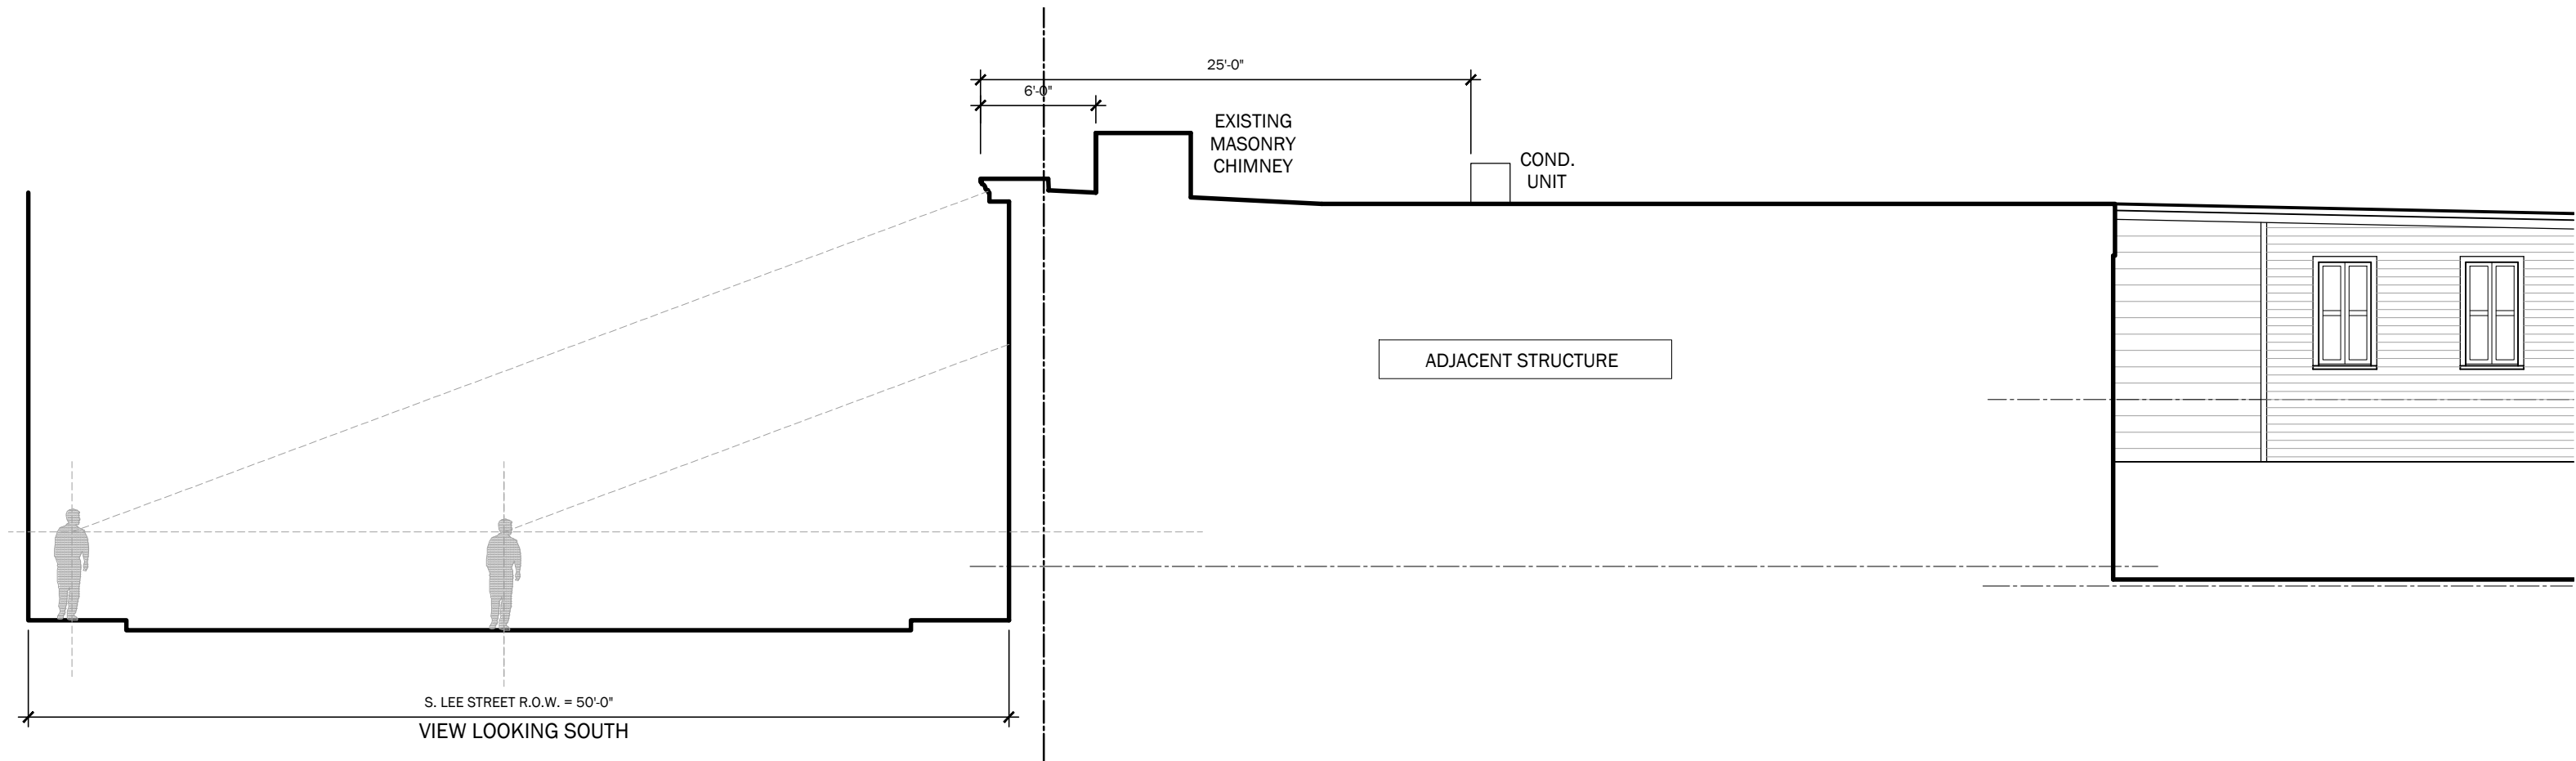 25'-0"
6'-0"
EXISTING
MASONRY
CHIMNEY
COND.
UNIT
ADJACENT STRUCTURE
S. LEE STREET R.O.W. = 50'-0"
VIEW LOOKING SOUTH